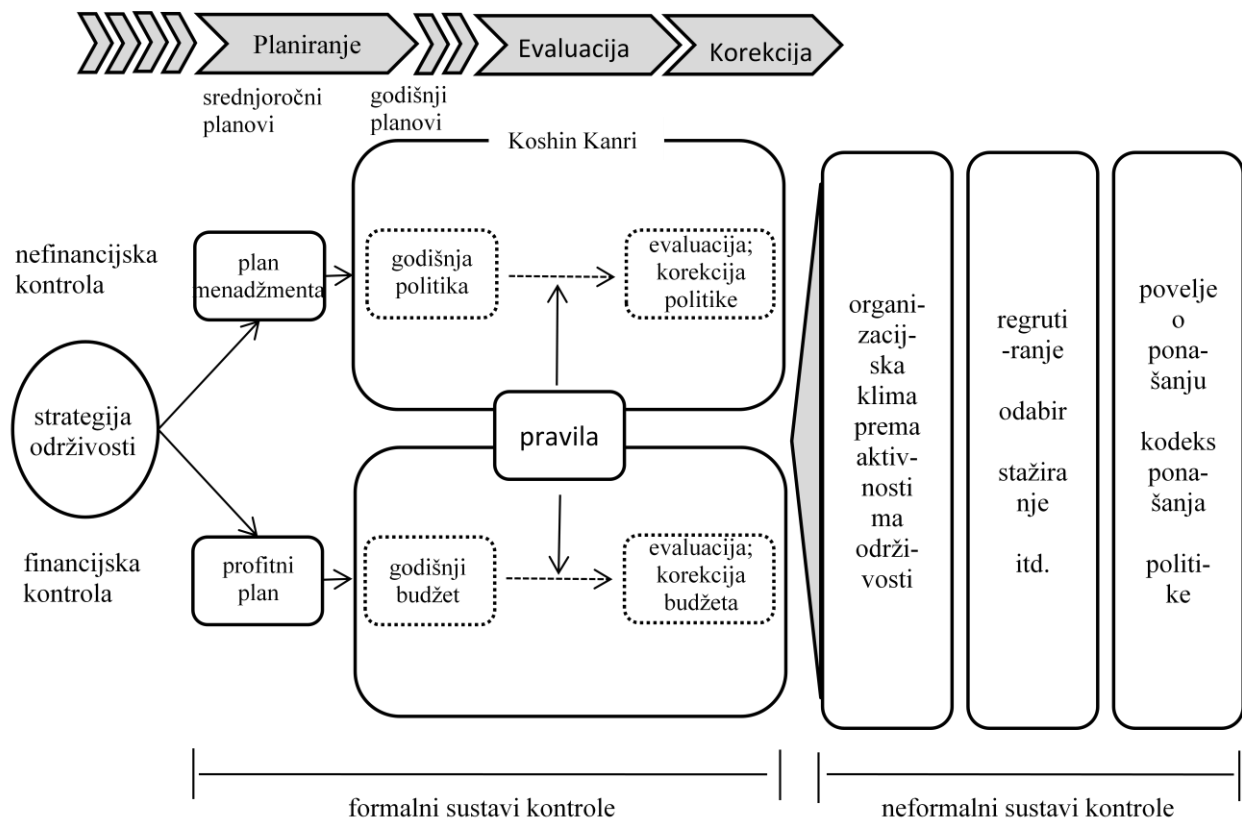 Planiranje
Evaluacija
Korekcija
srednjoročni
planovi
godišnji
planovi
Koshin Kanri
nefinancijska
kontrola
plan
menadžmenta
godišnja
politika
evaluacija;
korekcija
politike
strategija
održivosti
pravila
financijska
kontrola
profitni
plan
godišnji
budžet
evaluacija;
korekcija
budžeta
organi-
zacij-
ska
klima
prema
aktiv-
nosti
ma
održi-
vosti
regruti
-ranje
odabir
stažira
nje
itd.
povelje
o
pona-
šanju
kodeks
pona-
šanja
politi-
ke
formalni sustavi kontrole
neformalni sustavi kontrole